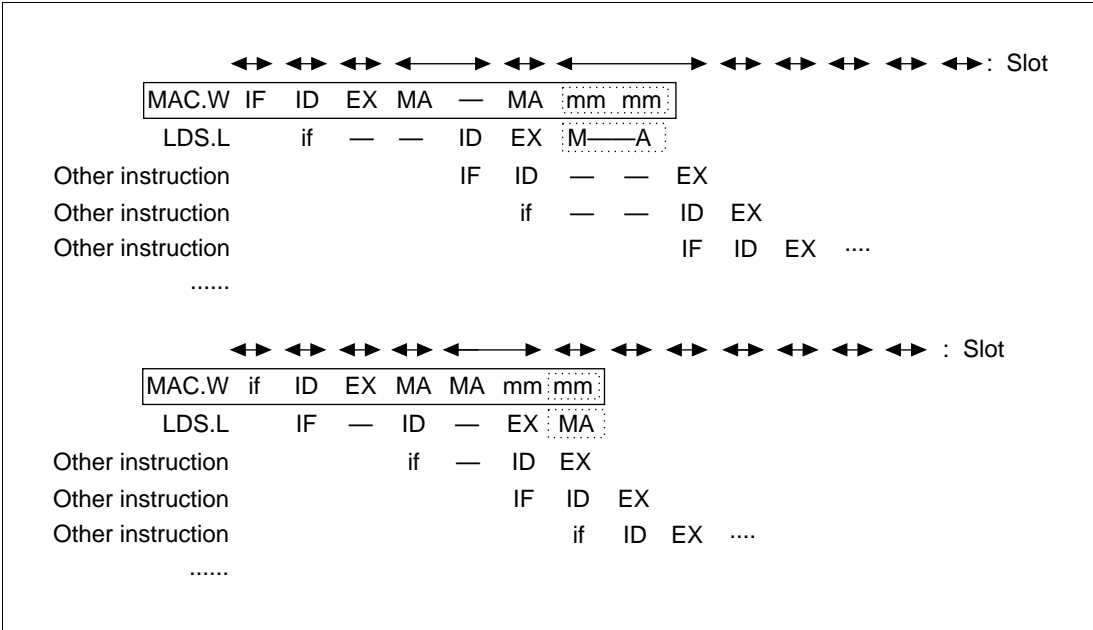 : Slot
MAC.W IF ID EX MA — MA mm mm
LDS.L if — — ID EX M——A
Other instruction IF ID — — EX
Other instruction if — — ID EX
Other instruction IF ID EX ....
......
: Slot
MAC.W if ID EX MA MA mm mm
LDS.L IF — ID — EX MA
Other instruction if — ID EX
Other instruction IF ID EX
Other instruction if ID EX ....
......